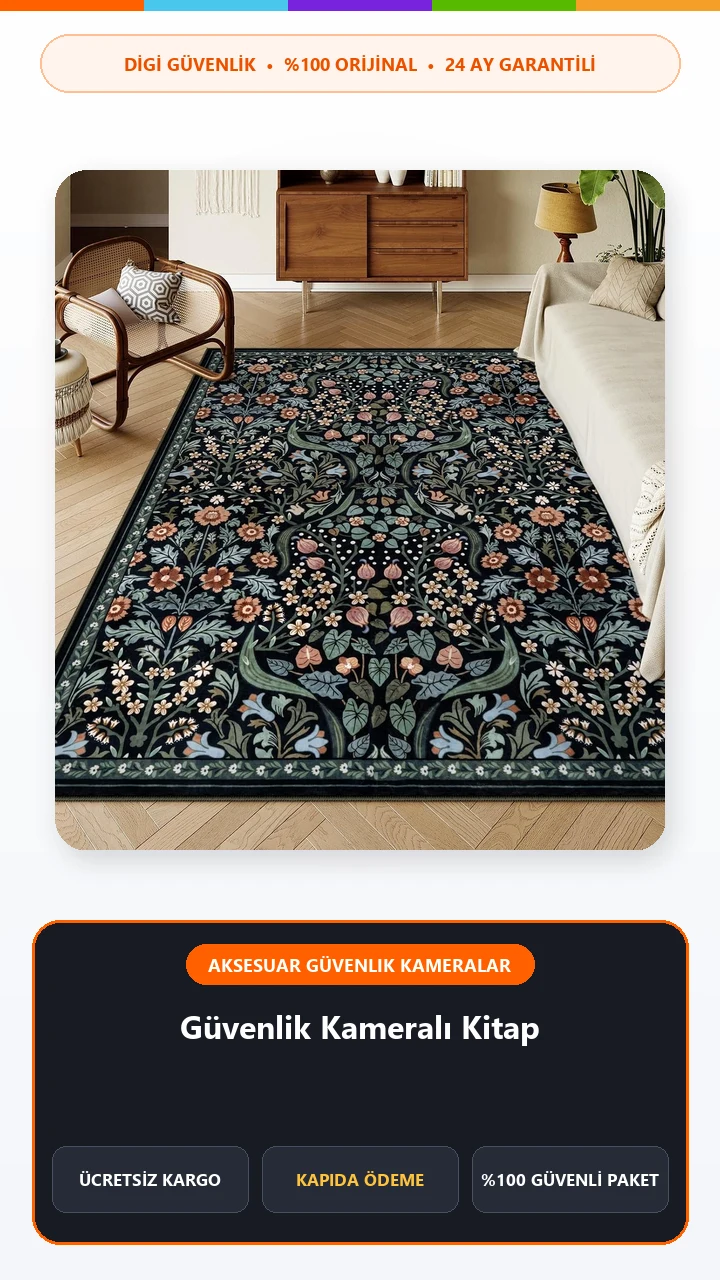 DİGİ GÜVENLİK • %100 ORİJİNAL • 24 AY GARANTİLİ
AKSESUAR GÜVENLIK KAMERALAR
Güvenlik Kameralı Kitap
ÜCRETSİZ KARGO
KAPIDA ÖDEME
%100 GÜVENLİ PAKET